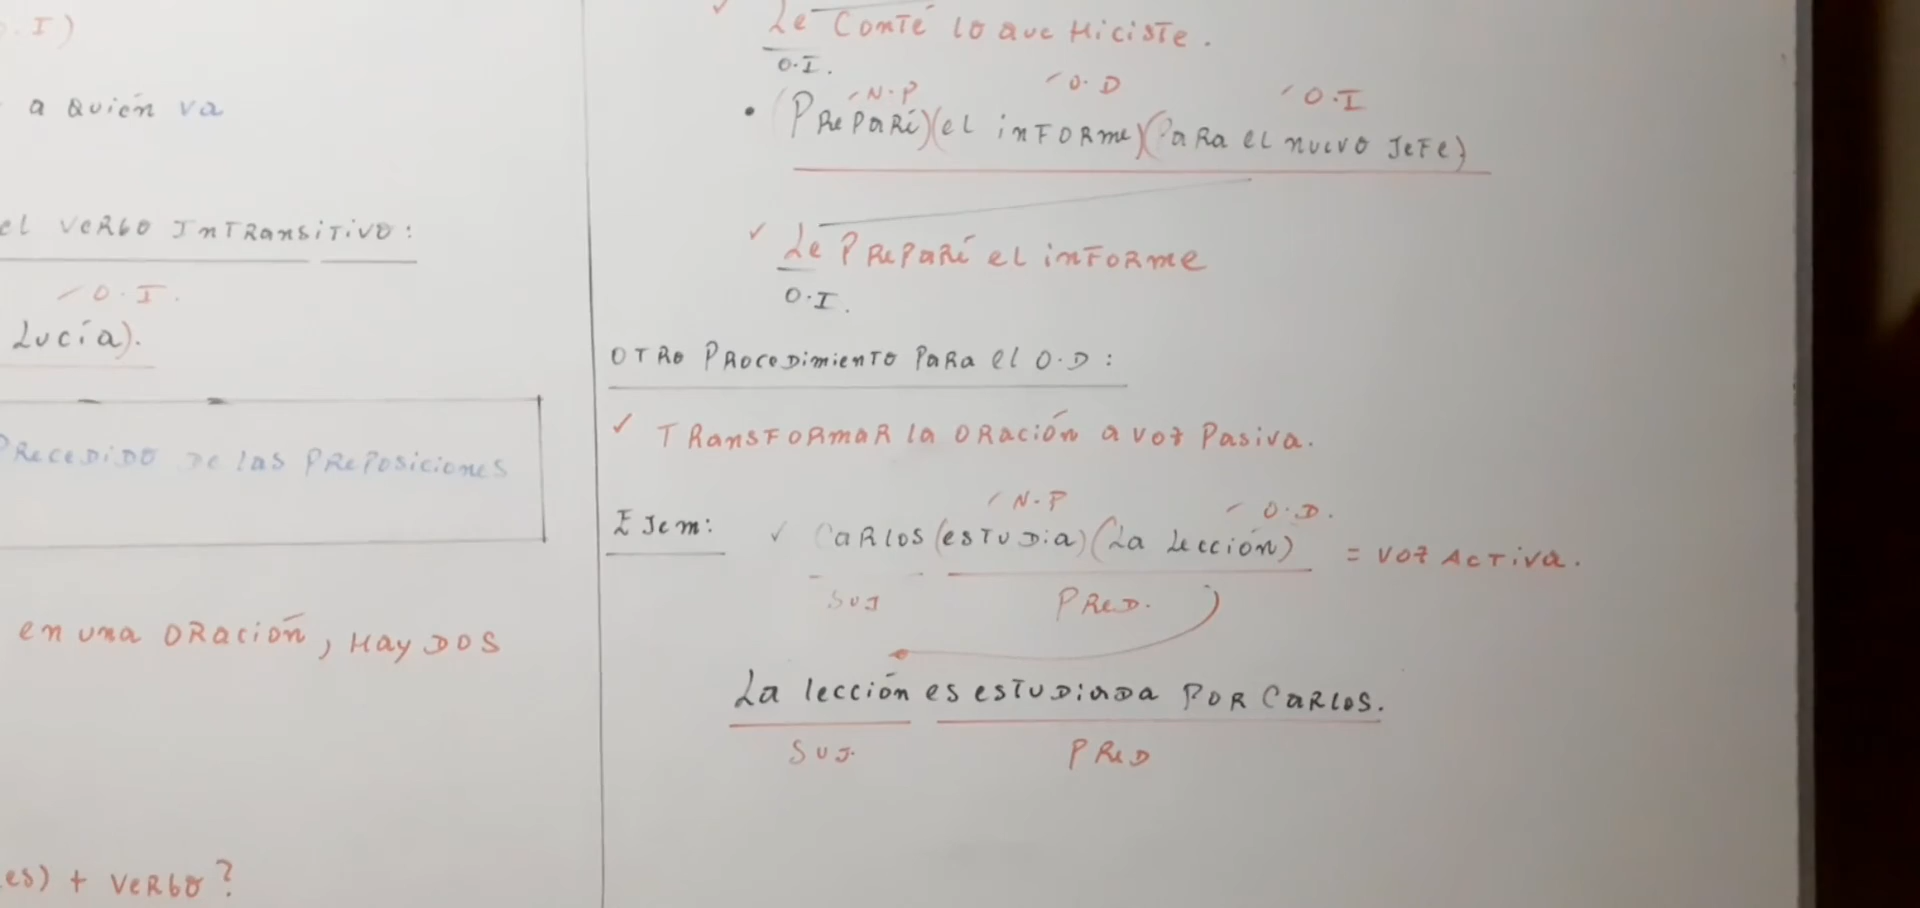 O.I)
a Quién va
el verbo Intransitivo:
O.I.
Lucía).
Precedido de las preposiciones
en una oración, hay dos
es) + verbo?
Le conté lo que hiciste.
O.I.
N.P O.D O.I
• (Preparé)(el informe)(para el nuevo jefe)
✓ Le preparé el informe
O.I.
Otro procedimiento para el O.D:
✓ Transformar la oración a voz pasiva.
N.P O.D.
Ejem: ✓ Carlos (estudia)(la lección) = voz activa.
Suj Pred.
La lección es estudiada por Carlos.
Suj. Pred